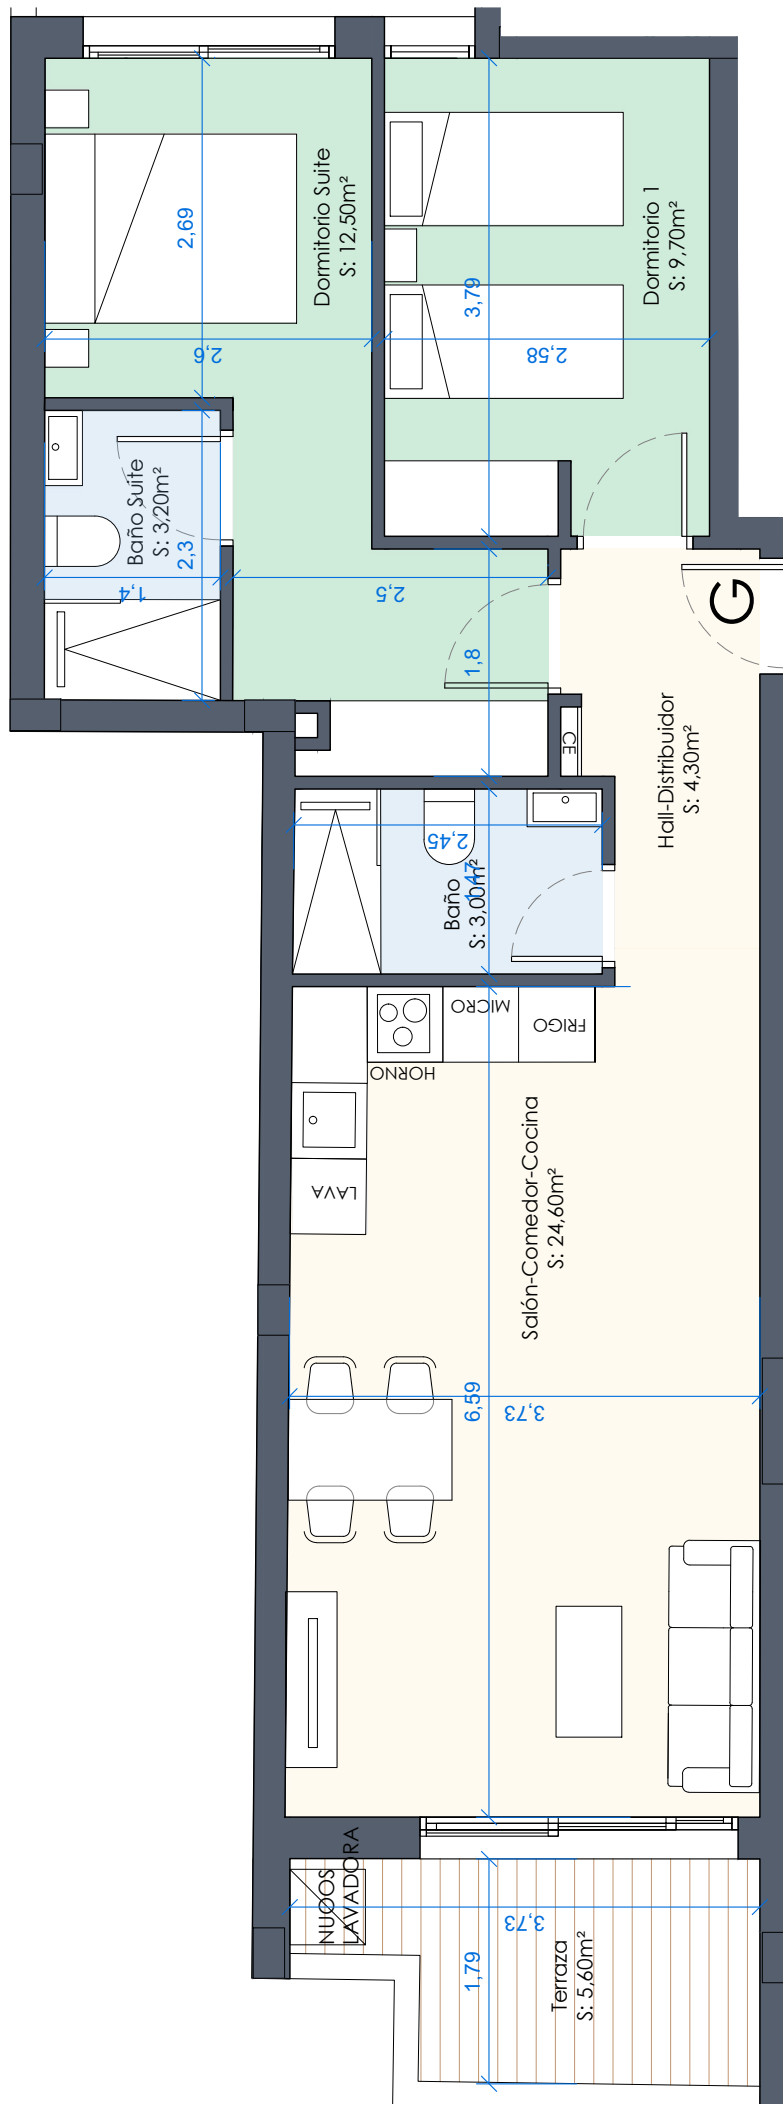 Dormitorio Suite
S: 12,50m²
2,69
2,6
Dormitorio 1
S: 9,70m²
3,79
2,58
Baño Suite
S: 3,20m²
2,3
1,4
2,5
1,8
G
CE
Hall-Distribuidor
S: 4,30m²
2,45
1,47
Baño
S: 3,00m²
MICRO
FRIGO
HORNO
LAVA
Salón-Comedor-Cocina
S: 24,60m²
6,59
3,73
NUOOS
LAVADORA
3,73
1,79
Terraza
S: 5,60m²